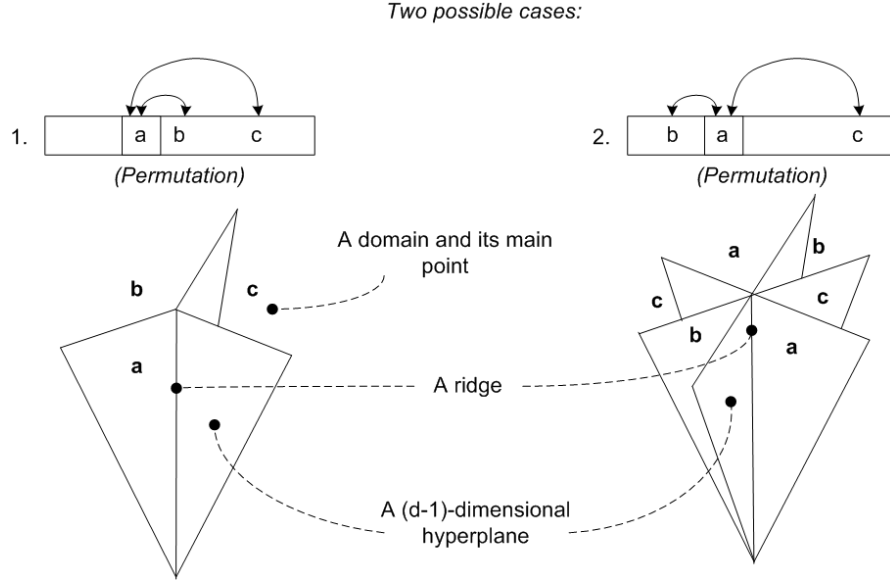 Two possible cases:
1. a b c
2. b a c
(Permutation)
(Permutation)
A domain and its main
point
b
c
a
a
b
c
c
b
a
A ridge
A (d-1)-dimensional
hyperplane